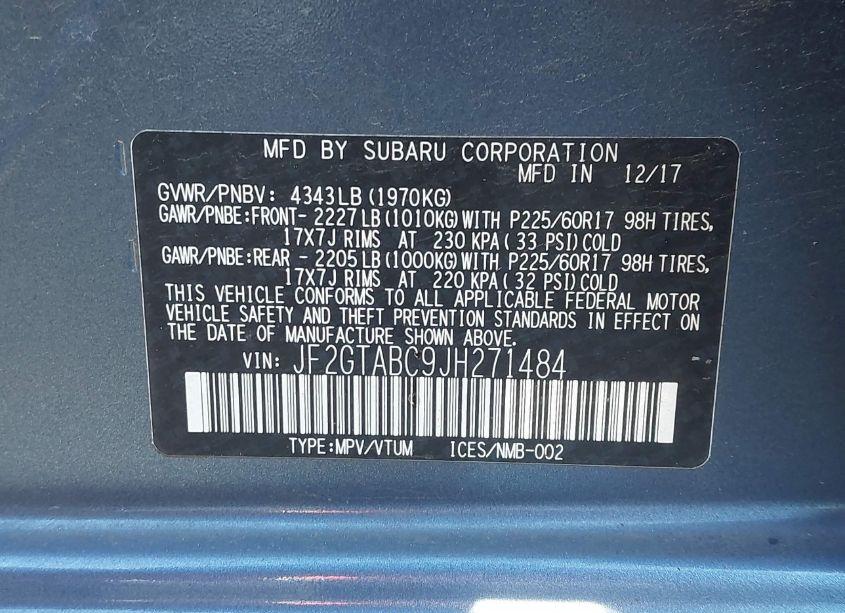 MFD BY SUBARU CORPORATION
MFD IN 12/17
GVWR/PNBV: 4343LB (1970KG)
GAWR/PNBE:FRONT- 2227LB (1010KG) WITH P225/60R17 98H TIRES,
17X7J RIMS AT 230 KPA( 33 PSI)COLD
GAWR/PNBE:REAR - 2205LB (1000KG) WITH P225/60R17 98H TIRES,
17X7J RIMS AT 220 KPA( 32 PSI)COLD
THIS VEHICLE CONFORMS TO ALL APPLICABLE FEDERAL MOTOR
VEHICLE SAFETY AND THEFT PREVENTION STANDARDS IN EFFECT ON
THE DATE OF MANUFACTURE SHOWN ABOVE.
VIN: JF2GTABC9JH271484
TYPE:MPV/VTUM ICES/NMB-002